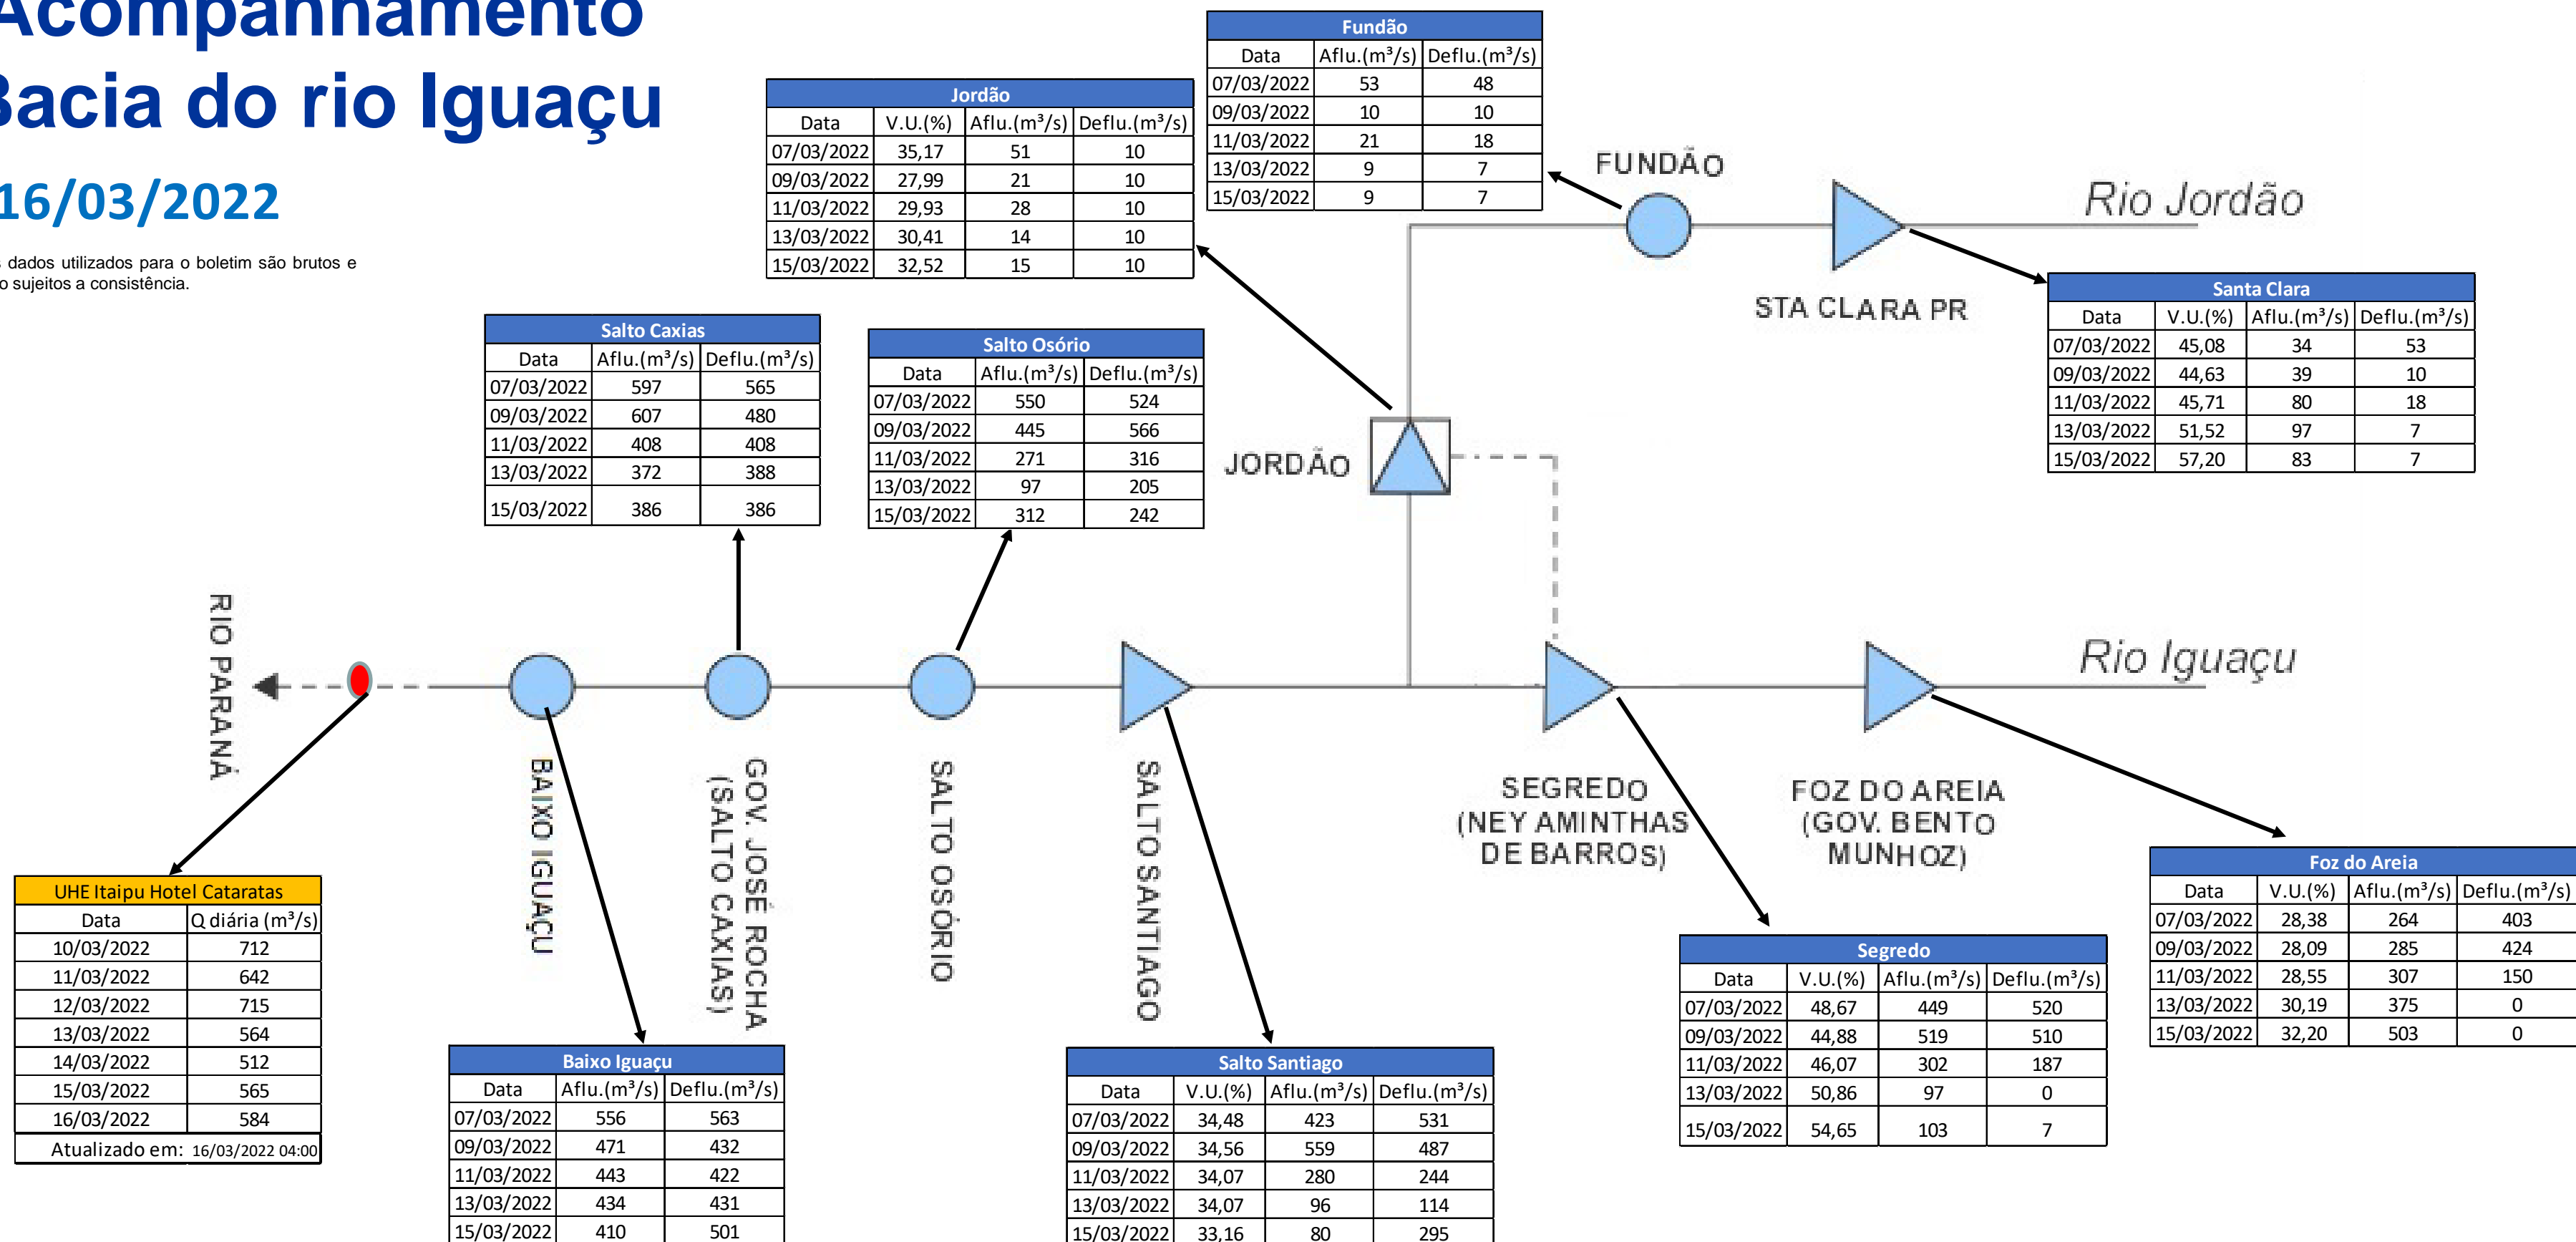 Acompanhamento
Bacia do rio Iguaçu
16/03/2022
s dados utilizados para o boletim são brutos e
o sujeitos a consistência.
Fundão
Data Aflu.(m³/s) Deflu.(m³/s)
07/03/2022 53 48
09/03/2022 10 10
11/03/2022 21 18
13/03/2022 9 7
15/03/2022 9 7
Jordão
Data V.U.(%) Aflu.(m³/s) Deflu.(m³/s)
07/03/2022 35,17 51 10
09/03/2022 27,99 21 10
11/03/2022 29,93 28 10
13/03/2022 30,41 14 10
15/03/2022 32,52 15 10
FUNDÃO
Rio Jordão
STA CLARA PR
Santa Clara
Data V.U.(%) Aflu.(m³/s) Deflu.(m³/s)
07/03/2022 45,08 34 53
09/03/2022 44,63 39 10
11/03/2022 45,71 80 18
13/03/2022 51,52 97 7
15/03/2022 57,20 83 7
Salto Caxias
Data Aflu.(m³/s) Deflu.(m³/s)
07/03/2022 597 565
09/03/2022 607 480
11/03/2022 408 408
13/03/2022 372 388
15/03/2022 386 386
Salto Osório
Data Aflu.(m³/s) Deflu.(m³/s)
07/03/2022 550 524
09/03/2022 445 566
11/03/2022 271 316
13/03/2022 97 205
15/03/2022 312 242
JORDÃO
RIO PARANÁ
Rio Iguaçu
BAIXO IGUAÇU
GOV. JOSÉ ROCHA
(SALTO CAXIAS)
SALTO OSÓRIO
SALTO SANTIAGO
SEGREDO
(NEY AMINTHAS
DE BARROS)
FOZ DO AREIA
(GOV. BENTO
MUNHOZ)
Foz do Areia
Data V.U.(%) Aflu.(m³/s) Deflu.(m³/s)
07/03/2022 28,38 264 403
09/03/2022 28,09 285 424
11/03/2022 28,55 307 150
13/03/2022 30,19 375 0
15/03/2022 32,20 503 0
UHE Itaipu Hotel Cataratas
Data Q diária (m³/s)
10/03/2022 712
11/03/2022 642
12/03/2022 715
13/03/2022 564
14/03/2022 512
15/03/2022 565
16/03/2022 584
Atualizado em: 16/03/2022 04:00
Segredo
Data V.U.(%) Aflu.(m³/s) Deflu.(m³/s)
07/03/2022 48,67 449 520
09/03/2022 44,88 519 510
11/03/2022 46,07 302 187
13/03/2022 50,86 97 0
15/03/2022 54,65 103 7
Baixo Iguaçu
Data Aflu.(m³/s) Deflu.(m³/s)
07/03/2022 556 563
09/03/2022 471 432
11/03/2022 443 422
13/03/2022 434 431
15/03/2022 410 501
Salto Santiago
Data V.U.(%) Aflu.(m³/s) Deflu.(m³/s)
07/03/2022 34,48 423 531
09/03/2022 34,56 559 487
11/03/2022 34,07 280 244
13/03/2022 34,07 96 114
15/03/2022 33,16 80 295